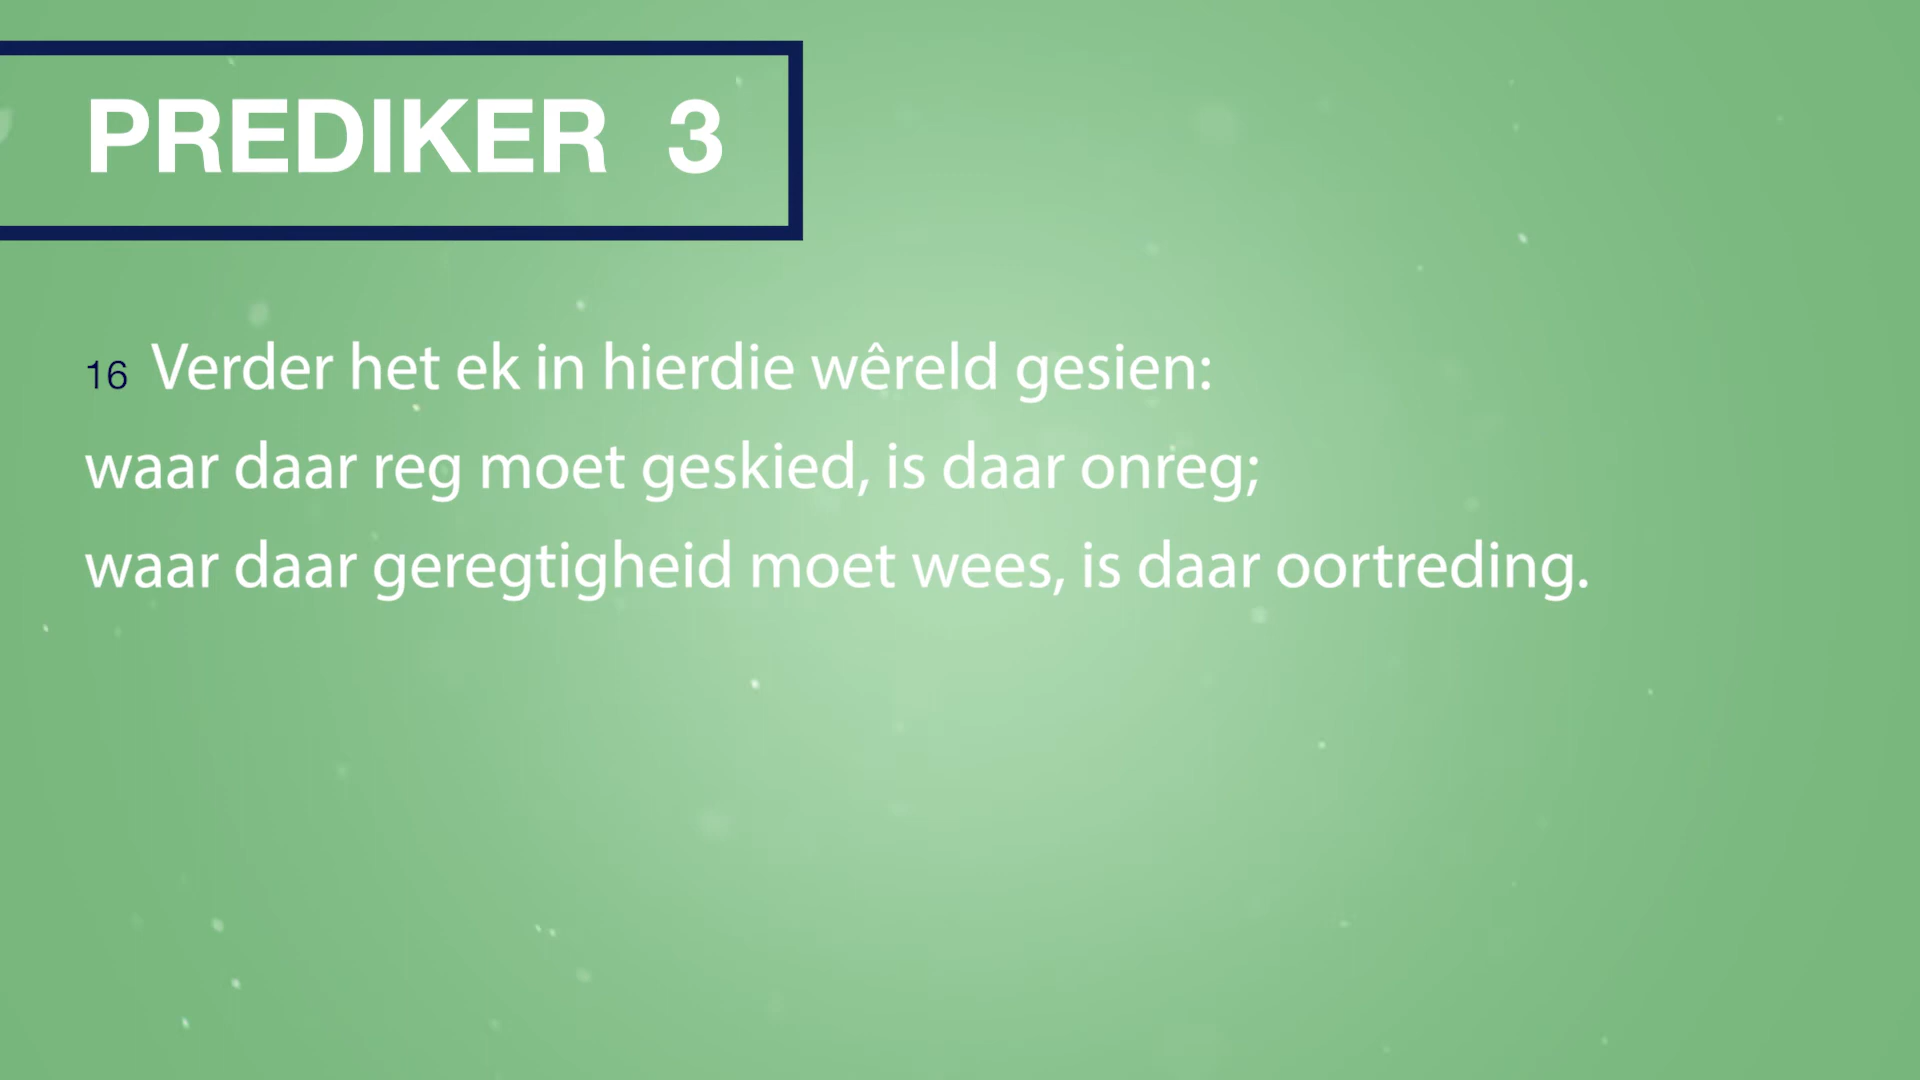 PREDIKER 3
16 Verder het ek in hierdie wêreld gesien:
waar daar reg moet geskied, is daar onreg;
waar daar geregtigheid moet wees, is daar oortreding.